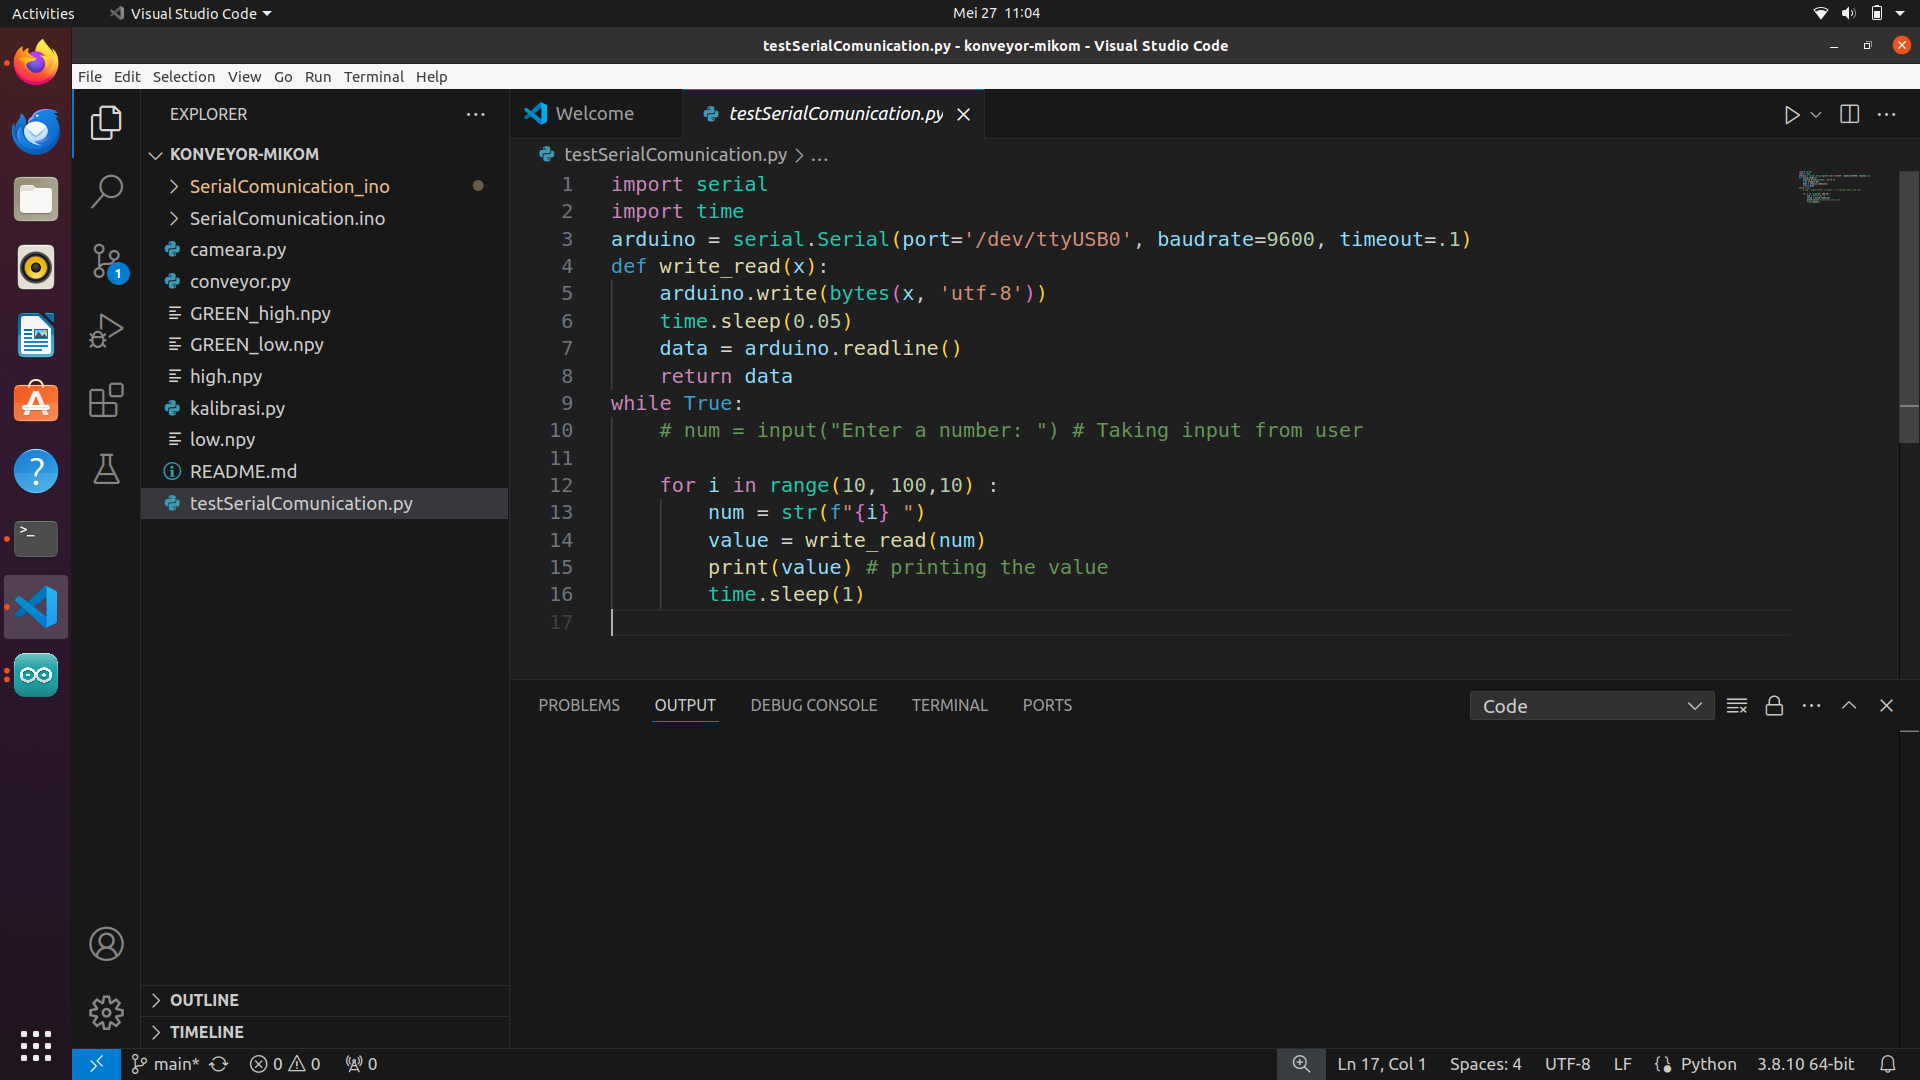 Activities
Visual Studio Code
Mei 27 11:04
testSerialComunication.py - konveyor-mikom - Visual Studio Code
File Edit Selection View Go Run Terminal Help
EXPLORER
KONVEYOR-MIKOM
SerialComunication_ino
SerialComunication.ino
cameara.py
conveyor.py
GREEN_high.npy
GREEN_low.npy
high.npy
kalibrasi.py
low.npy
README.md
testSerialComunication.py
OUTLINE
TIMELINE
1
Welcome
testSerialComunication.py
testSerialComunication.py > ...
1 import serial
2 import time
3 arduino = serial.Serial(port='/dev/ttyUSB0', baudrate=9600, timeout=.1)
4 def write_read(x):
5     arduino.write(bytes(x, 'utf-8'))
6     time.sleep(0.05)
7     data = arduino.readline()
8     return data
9 while True:
10     # num = input("Enter a number: ") # Taking input from user
11
12     for i in range(10, 100,10) :
13         num = str(f"{i} ")
14         value = write_read(num)
15         print(value) # printing the value
16         time.sleep(1)
17
PROBLEMS OUTPUT DEBUG CONSOLE TERMINAL PORTS
Code
main* 0 0 0
Ln 17, Col 1 Spaces: 4 UTF-8 LF Python 3.8.10 64-bit